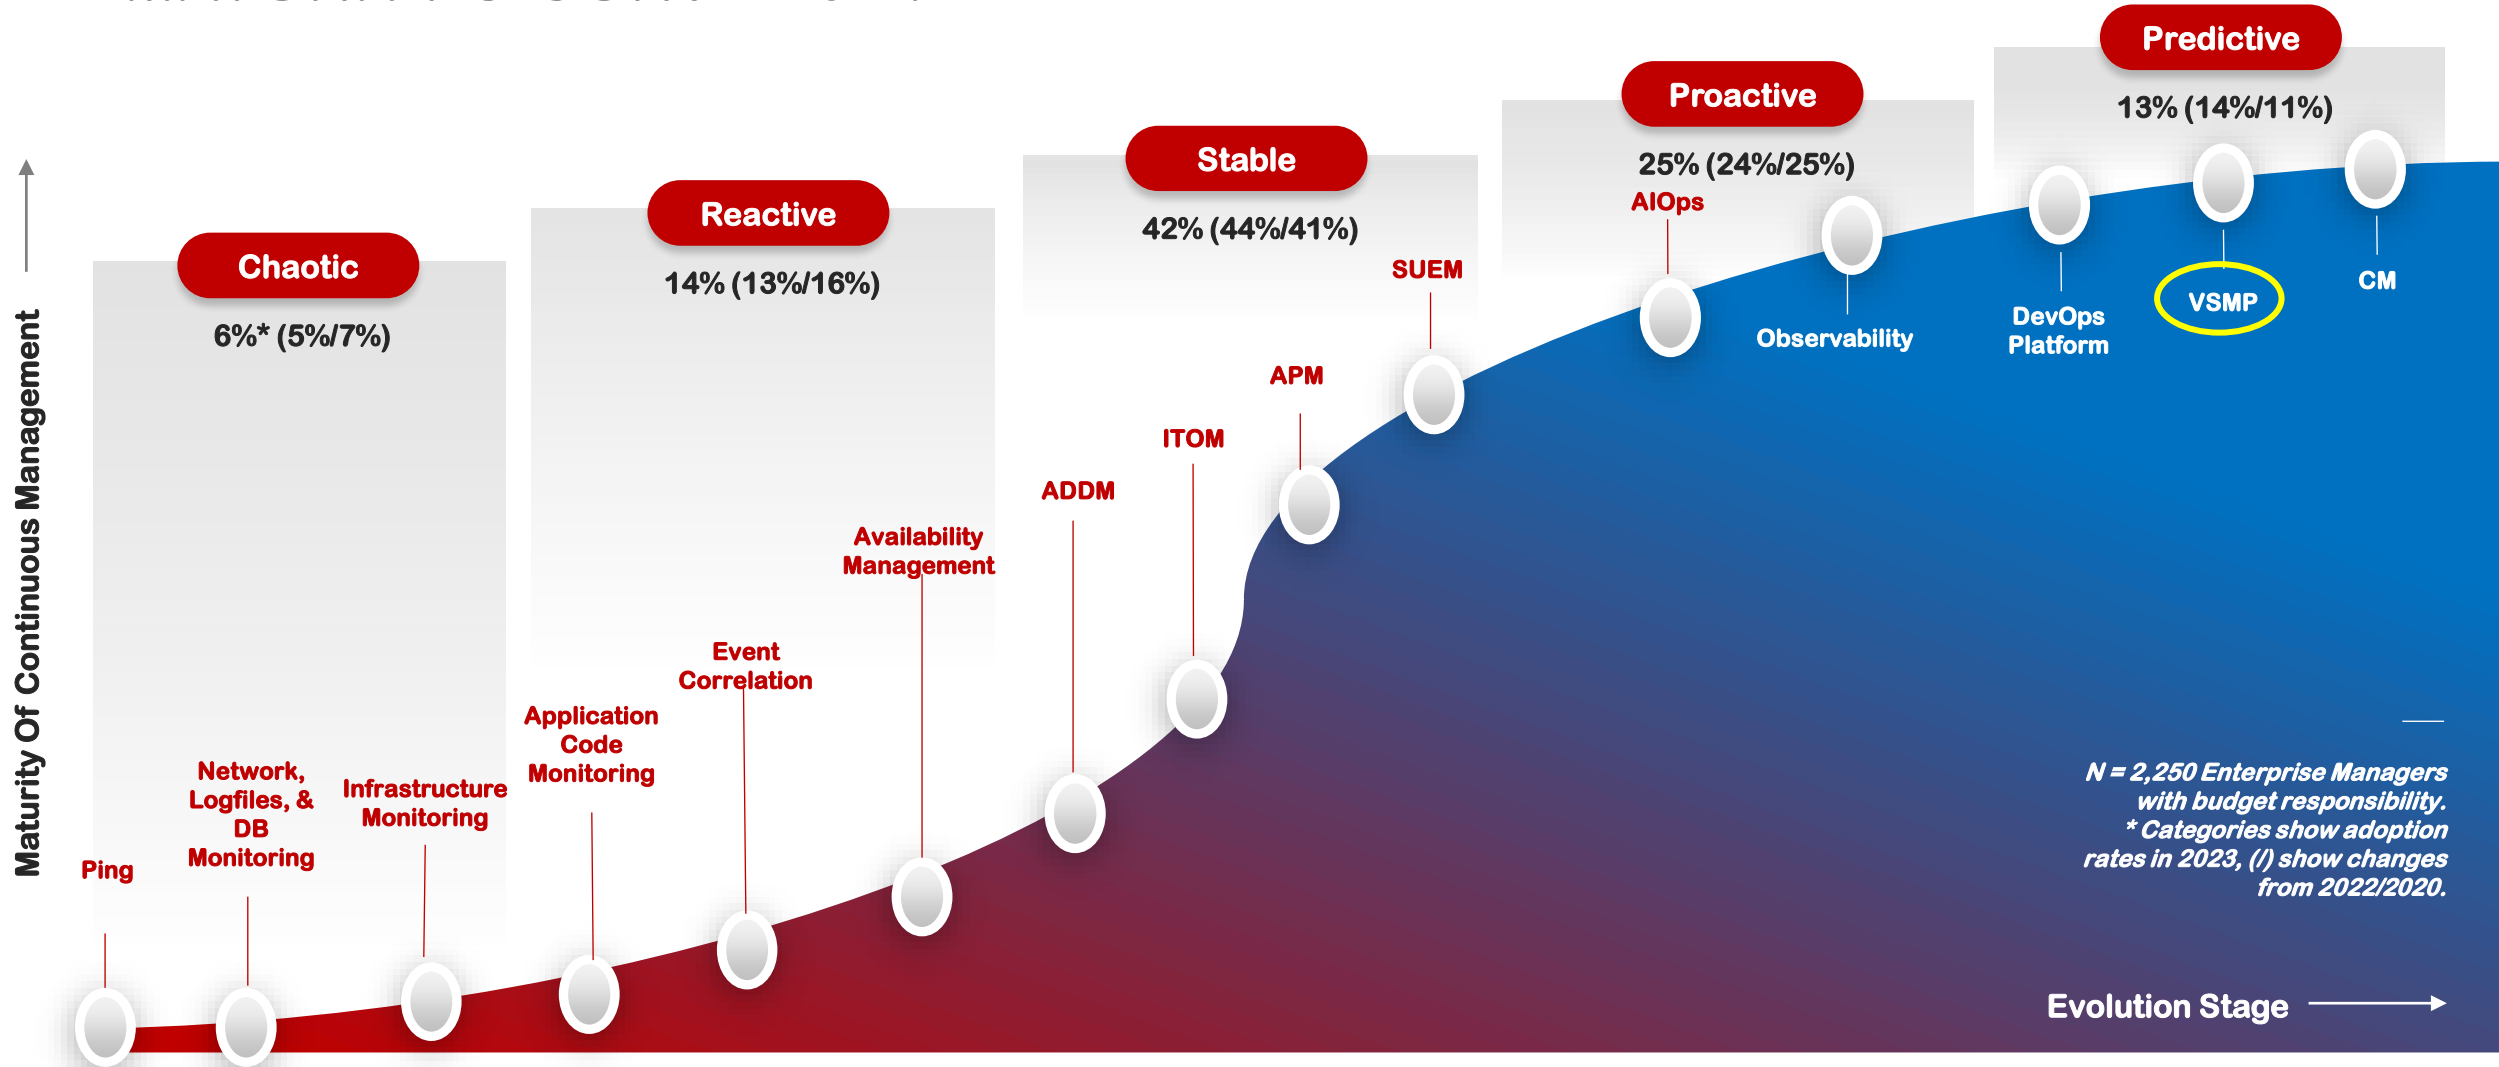 Predictive
13% (14%/11%)
Proactive
25% (24%/25%)
Stable
42% (44%/41%)
Reactive
14% (13%/16%)
Chaotic
6%* (5%/7%)
Maturity Of Continuous Management
Ping
Network,
Logfiles, &
DB
Monitoring
Infrastructure
Monitoring
Application
Code
Monitoring
Event
Correlation
Availability
Management
ADDM
ITOM
APM
SUEM
AIOps
Observability
DevOps
Platform
VSMP
CM
N = 2,250 Enterprise Managers
with budget responsibility.
* Categories show adoption
rates in 2023, (/) show changes
from 2022/2020.
Evolution Stage